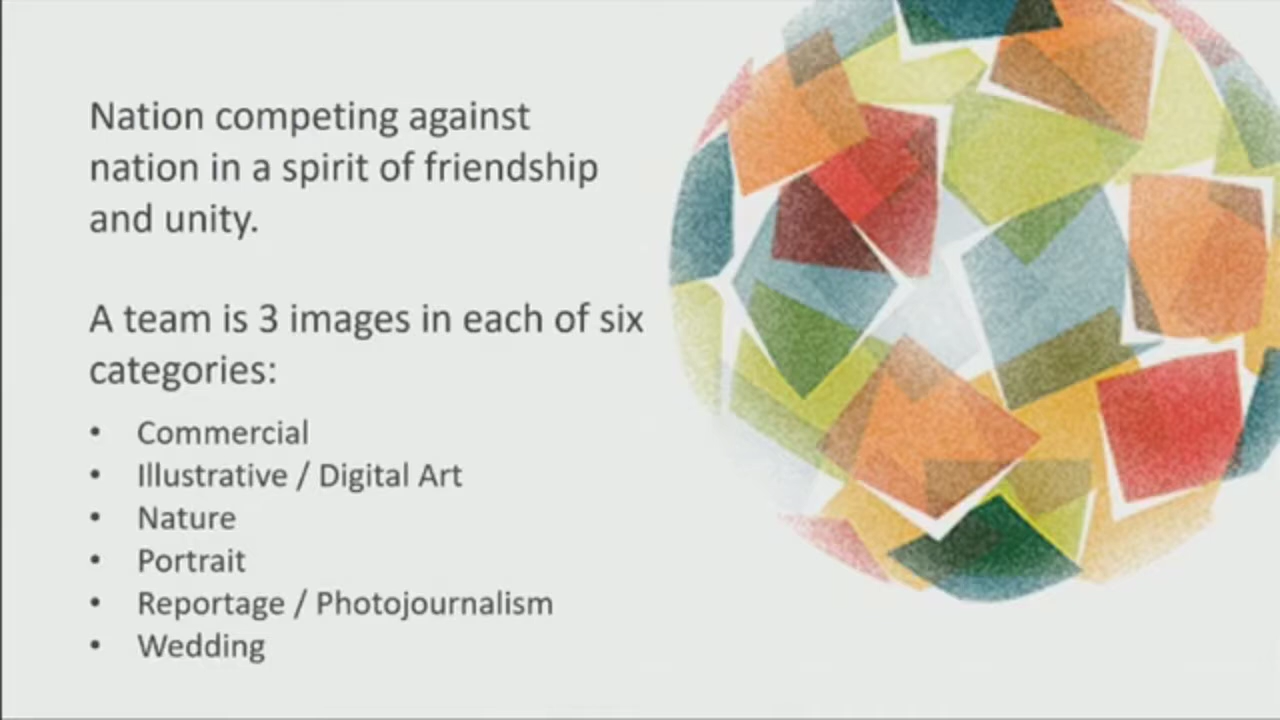 Nation competing against
nation in a spirit of friendship
and unity.
A team is 3 images in each of six
categories:
• Commercial
• Illustrative / Digital Art
• Nature
• Portrait
• Reportage / Photojournalism
• Wedding